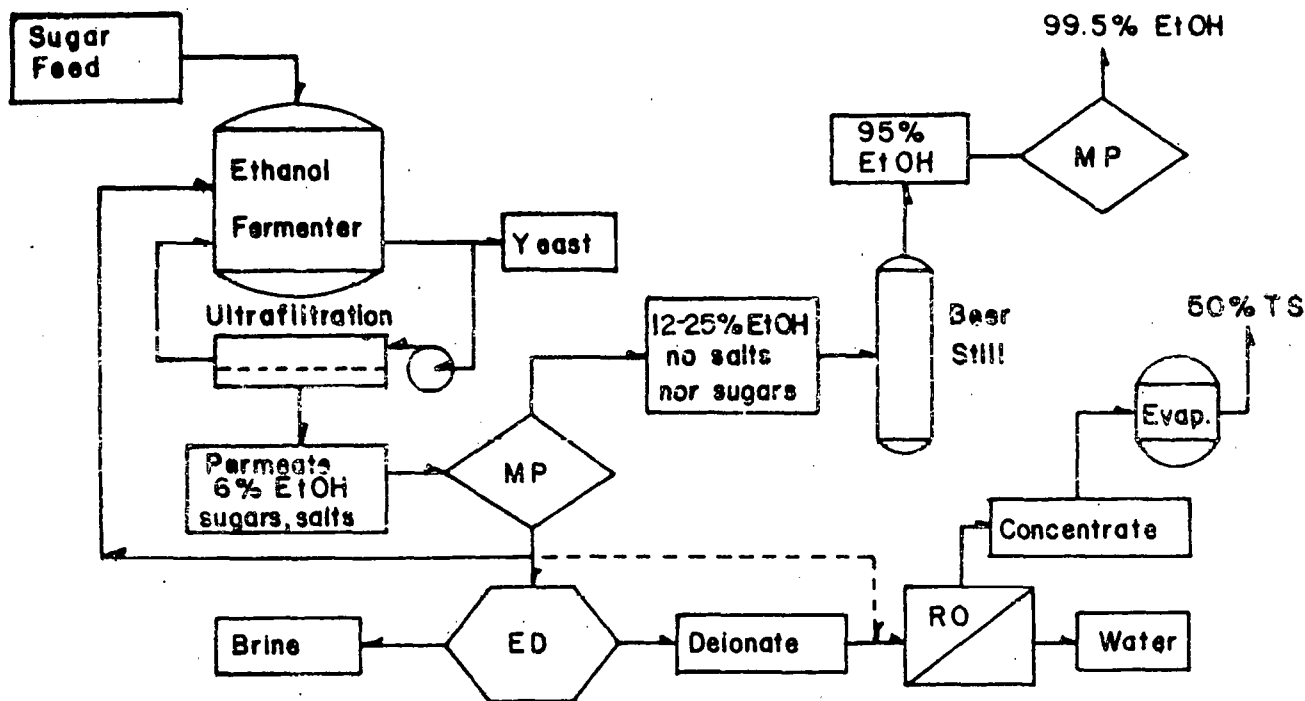 Sugar
Feed
99.5% EtOH
95%
EtOH
MP
Ethanol
Fermenter
Yeast
Ultrafiltration
12-25% EtOH
no salts
nor sugars
Beer
Still
50% TS
Evap.
Permeate
6% EtOH
sugars, salts
MP
Concentrate
Brine
ED
Deionate
RO
Water